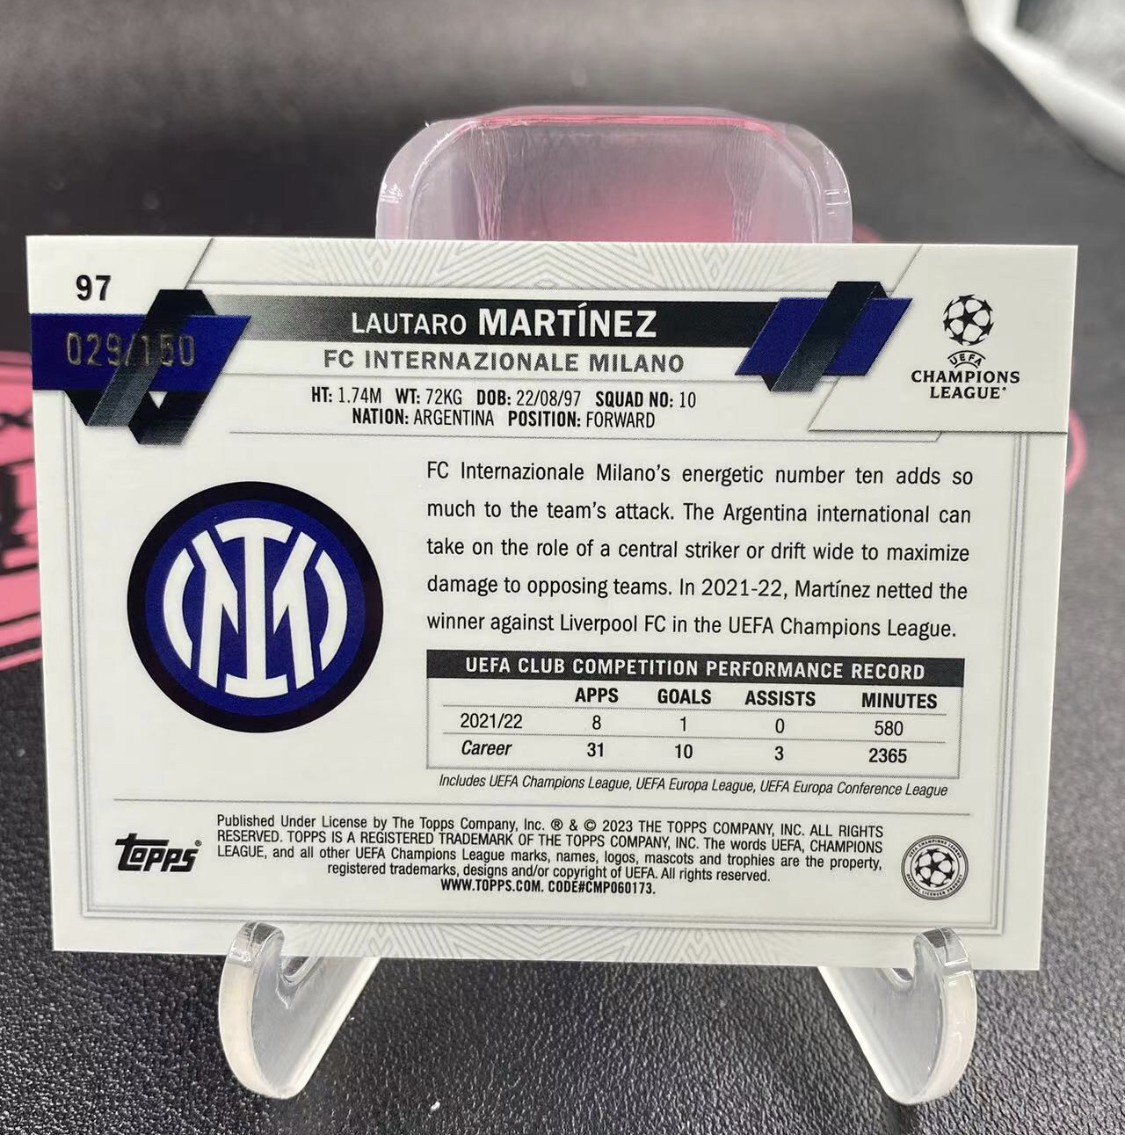 97
029/150
LAUTARO MARTÍNEZ
FC INTERNAZIONALE MILANO
HT: 1.74M WT: 72KG DOB: 22/08/97 SQUAD NO: 10
NATION: ARGENTINA POSITION: FORWARD
UEFA
CHAMPIONS
LEAGUE
FC Internazionale Milano's energetic number ten adds so
much to the team's attack. The Argentina international can
take on the role of a central striker or drift wide to maximize
damage to opposing teams. In 2021-22, Martínez netted the
winner against Liverpool FC in the UEFA Champions League.
UEFA CLUB COMPETITION PERFORMANCE RECORD
APPS GOALS ASSISTS MINUTES
2021/22 8 1 0 580
Career 31 10 3 2365
Includes UEFA Champions League, UEFA Europa League, UEFA Europa Conference League
Topps®
Published Under License by The Topps Company, Inc. ® & © 2023 THE TOPPS COMPANY, INC. ALL RIGHTS
RESERVED. TOPPS IS A REGISTERED TRADEMARK OF THE TOPPS COMPANY, INC. The words UEFA, CHAMPIONS
LEAGUE, and all other UEFA Champions League marks, names, logos, mascots and trophies are the property,
registered trademarks, designs and/or copyright of UEFA. All rights reserved.
WWW.TOPPS.COM. CODE#CMP060173.